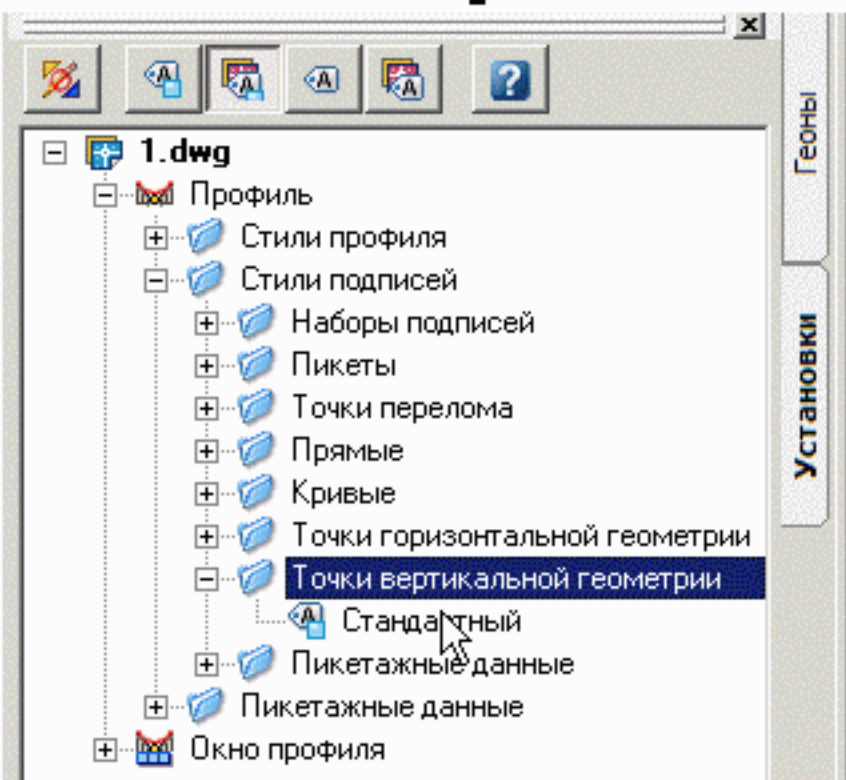 1.dwg
Профиль
Стили профиля
Стили подписей
Наборы подписей
Пикеты
Точки перелома
Прямые
Кривые
Точки горизонтальной геометрии
Точки вертикальной геометрии
Стандартный
Пикетажные данные
Пикетажные данные
Окно профиля
Геоны
Установки